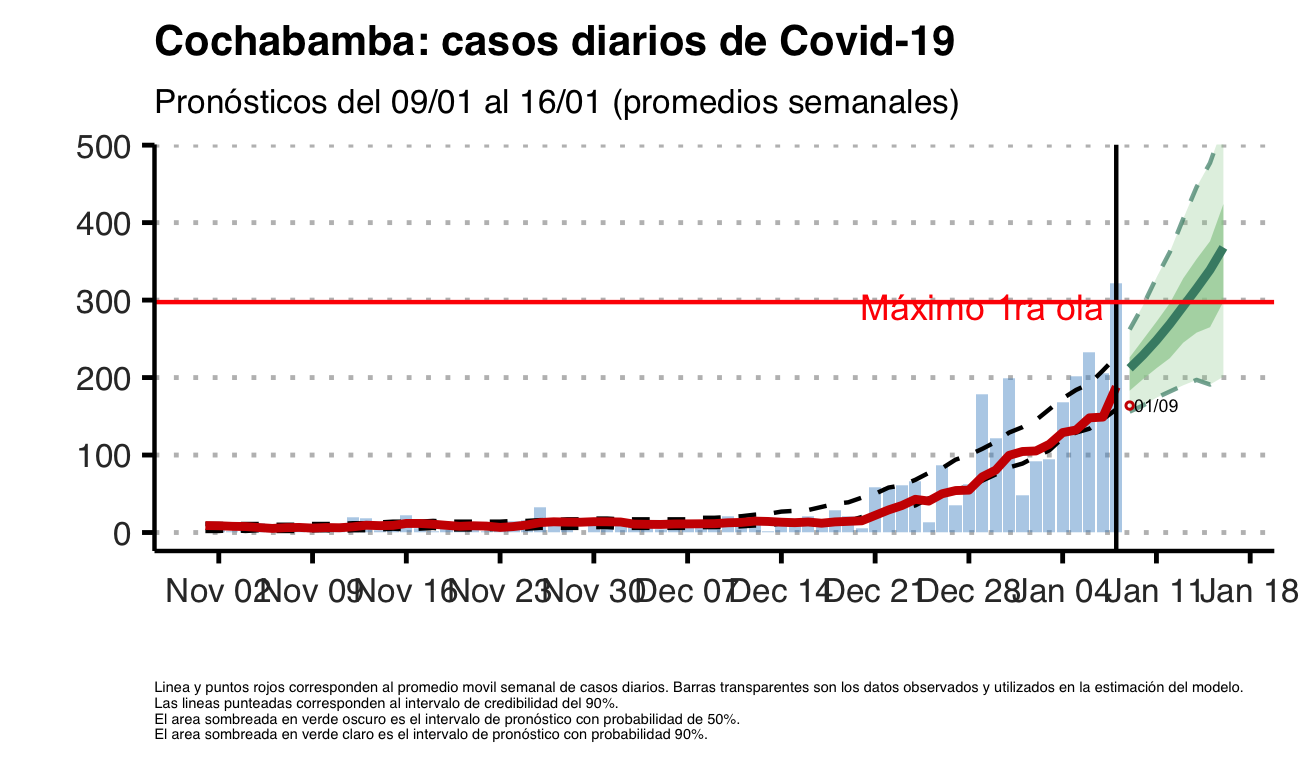 Cochabamba: casos diarios de Covid-19
Pronósticos del 09/01 al 16/01 (promedios semanales)
500
400
300
Máximo 1ra ola
200
01/09
100
0
Nov 02 Nov 09 Nov 16 Nov 23 Nov 30 Dec 07 Dec 14 Dec 21 Dec 28 Jan 04 Jan 11 Jan 18
Linea y puntos rojos corresponden al promedio movil semanal de casos diarios. Barras transparentes son los datos observados y utilizados en la estimación del modelo.
Las lineas punteadas corresponden al intervalo de credibilidad del 90%.
El area sombreada en verde oscuro es el intervalo de pronóstico con probabilidad de 50%.
El area sombreada en verde claro es el intervalo de pronóstico con probabilidad 90%.